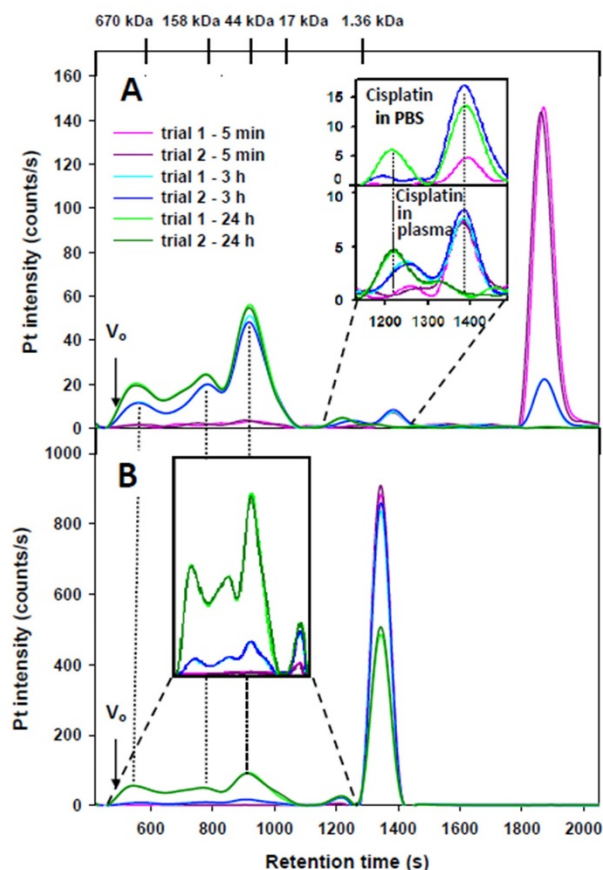 670 kDa 158 kDa 44 kDa 17 kDa 1.36 kDa
A
160
140
120
100
80
60
40
20
0
Pt intensity (counts/s)
trial 1 - 5 min
trial 2 - 5 min
trial 1 - 3 h
trial 2 - 3 h
trial 1 - 24 h
trial 2 - 24 h
Vo
15
10
5
0
Cisplatin
in PBS
10
5
0
Cisplatin
in
plasma
1200 1300 1400
B
1000
800
600
400
200
0
Pt intensity (counts/s)
Vo
600 800 1000 1200 1400 1600 1800 2000
Retention time (s)